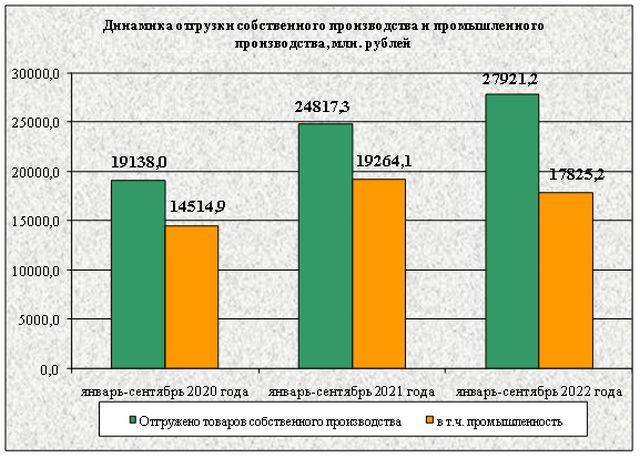 Динамика отгрузки собственного производства и промышленного
производства, млн. рублей
30000,0
25000,0
20000,0
15000,0
10000,0
5000,0
0,0
19138,0
14514,9
24817,3
19264,1
27921,2
17825,2
январь-сентябрь 2020 года
январь-сентябрь 2021 года
январь-сентябрь 2022 года
Отгружено товаров собственного производства
в т.ч. промышленность